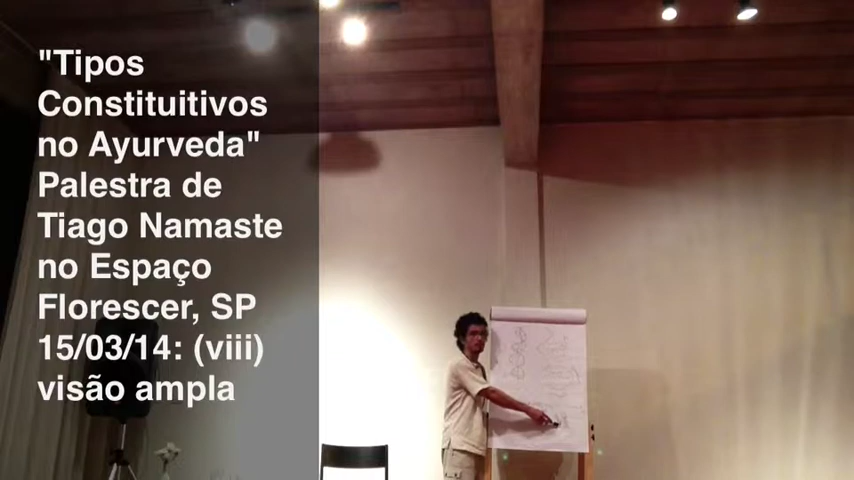 "Tipos
Constituitivos
no Ayurveda"
Palestra de
Tiago Namaste
no Espaço
Florescer, SP
15/03/14: (viii)
visão ampla